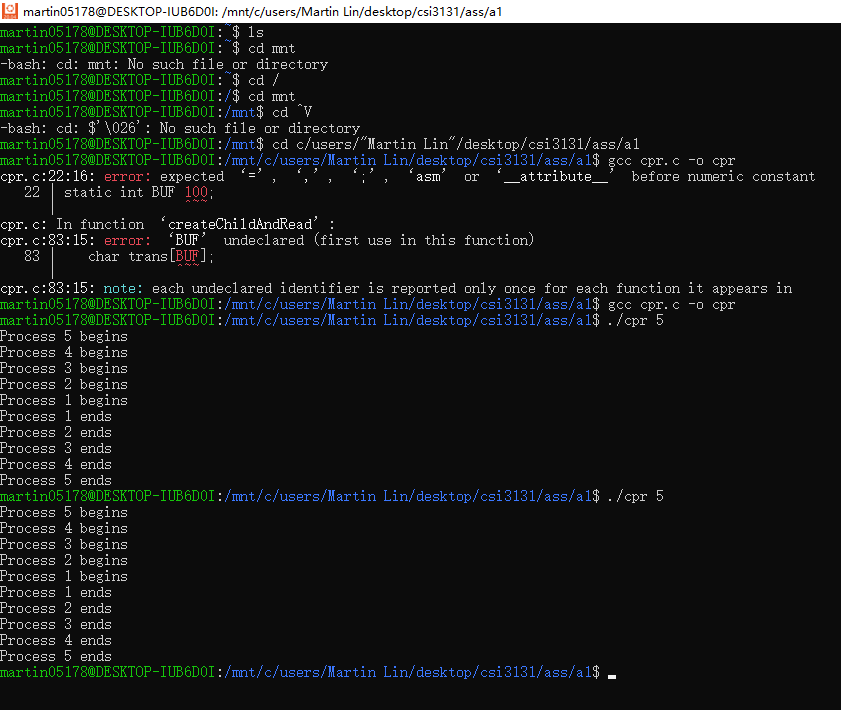 martin05178@DESKTOP-IUB6D0I: /mnt/c/users/Martin Lin/desktop/csi3131/ass/a1
martin05178@DESKTOP-IUB6D0I:~$ ls
martin05178@DESKTOP-IUB6D0I:~$ cd mnt
-bash: cd: mnt: No such file or directory
martin05178@DESKTOP-IUB6D0I:~$ cd /
martin05178@DESKTOP-IUB6D0I:/$ cd mnt
martin05178@DESKTOP-IUB6D0I:/mnt$ cd ^V
-bash: cd: $'\026': No such file or directory
martin05178@DESKTOP-IUB6D0I:/mnt$ cd c/users/"Martin Lin"/desktop/csi3131/ass/a1
martin05178@DESKTOP-IUB6D0I:/mnt/c/users/Martin Lin/desktop/csi3131/ass/a1$ gcc cpr.c -o cpr
cpr.c:22:16: error: expected ‘=’, ‘,’, ‘;’, ‘asm’ or ‘__attribute__’ before numeric constant
22 | static int BUF 100;
| ~~~
cpr.c: In function ‘createChildAndRead’:
cpr.c:83:15: error: ‘BUF’ undeclared (first use in this function)
83 | char trans[BUF];
| ~~~
cpr.c:83:15: note: each undeclared identifier is reported only once for each function it appears in
martin05178@DESKTOP-IUB6D0I:/mnt/c/users/Martin Lin/desktop/csi3131/ass/a1$ gcc cpr.c -o cpr
martin05178@DESKTOP-IUB6D0I:/mnt/c/users/Martin Lin/desktop/csi3131/ass/a1$ ./cpr 5
Process 5 begins
Process 4 begins
Process 3 begins
Process 2 begins
Process 1 begins
Process 1 ends
Process 2 ends
Process 3 ends
Process 4 ends
Process 5 ends
martin05178@DESKTOP-IUB6D0I:/mnt/c/users/Martin Lin/desktop/csi3131/ass/a1$ ./cpr 5
Process 5 begins
Process 4 begins
Process 3 begins
Process 2 begins
Process 1 begins
Process 1 ends
Process 2 ends
Process 3 ends
Process 4 ends
Process 5 ends
martin05178@DESKTOP-IUB6D0I:/mnt/c/users/Martin Lin/desktop/csi3131/ass/a1$